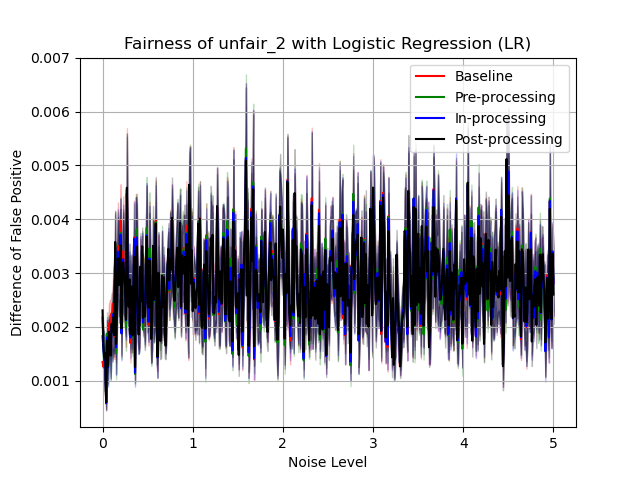 Fairness of unfair_2 with Logistic Regression (LR)
Difference of False Positive
0.007
0.006
0.005
0.004
0.003
0.002
0.001
Baseline
Pre-processing
In-processing
Post-processing
0 1 2 3 4 5
Noise Level